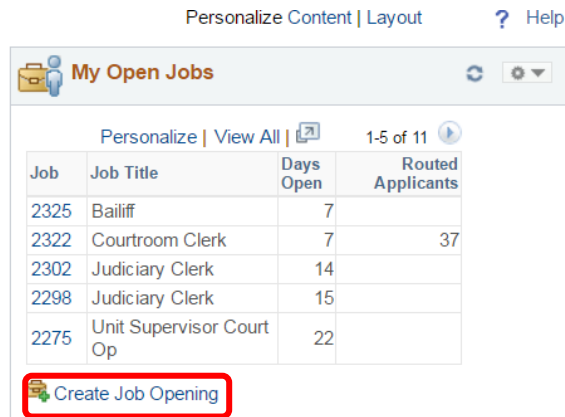 Personalize Content | Layout ? Help
My Open Jobs
Personalize | View All | 1-5 of 11
Job Job Title Days Open Routed Applicants
2325 Bailiff 7
2322 Courtroom Clerk 7 37
2302 Judiciary Clerk 14
2298 Judiciary Clerk 15
2275 Unit Supervisor Court Op 22
Create Job Opening